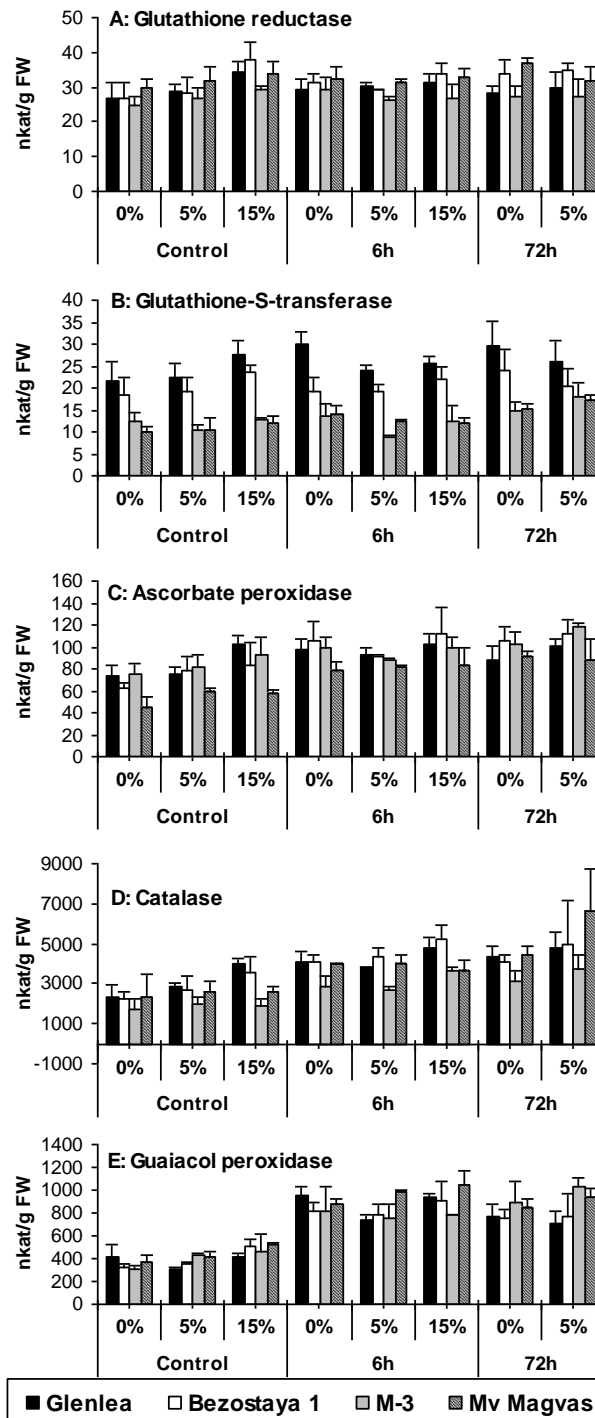 A: Glutathione reductase
nkat/g FW
50
40
30
20
10
0
0% 5% 15% 0% 5% 15% 0% 5%
Control 6h 72h
B: Glutathione-S-transferase
nkat/g FW
40
35
30
25
20
15
10
5
0
0% 5% 15% 0% 5% 15% 0% 5%
Control 6h 72h
C: Ascorbate peroxidase
nkat/g FW
160
140
120
100
80
60
40
20
0
0% 5% 15% 0% 5% 15% 0% 5%
Control 6h 72h
D: Catalase
nkat/g FW
9000
7000
5000
3000
1000
-1000
0% 5% 15% 0% 5% 15% 0% 5%
Control 6h 72h
E: Guaiacol peroxidase
nkat/g FW
1400
1200
1000
800
600
400
200
0
0% 5% 15% 0% 5% 15% 0% 5%
Control 6h 72h
Glenlea Bezostaya 1 M-3 Mv Magvas